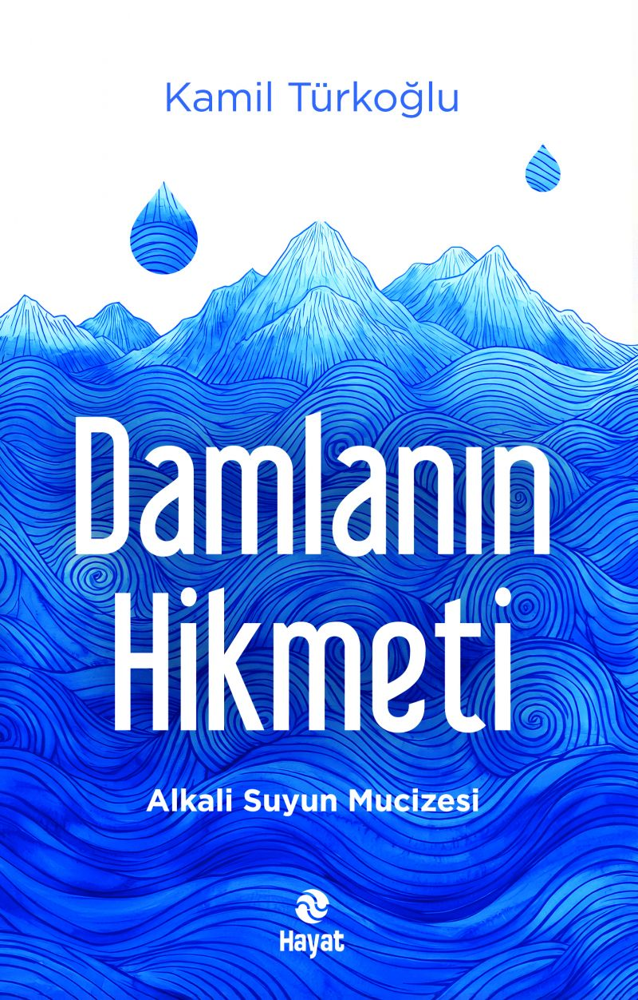 Kamil Türkoğlu
Damlanın
Hikmeti
Alkali Suyun Mucizesi
Hayat